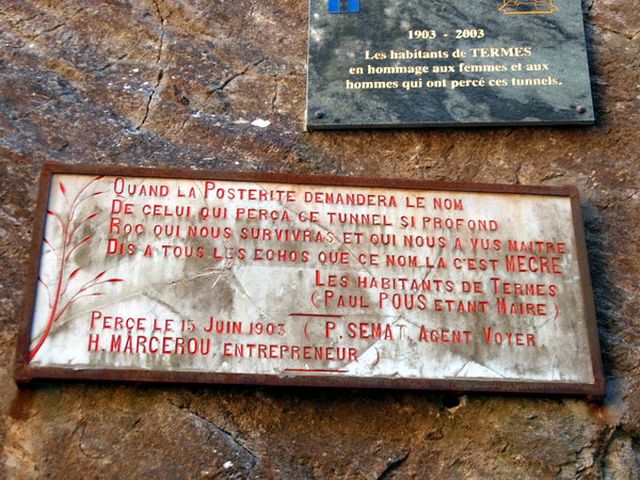 1903 - 2003
Les habitants de TERMES
en hommage aux femmes et aux
hommes qui ont percé ces tunnels.
QUAND LA POSTERITE DEMANDERA LE NOM
DE CELUI QUI PERÇA CE TUNNEL SI PROFOND
ROC QUI NOUS SURVIVRAS ET QUI NOUS A VUS NAITRE
DIS A TOUS LES ECHOS QUE CE NOM LA C'EST MECRE
LES HABITANTS DE TERMES
(PAUL POUS ETANT MAIRE)
PERCE LE 15 JUIN 1903 (P. SEMAT, AGENT VOYER,
H. MARCEROU, ENTREPRENEUR)